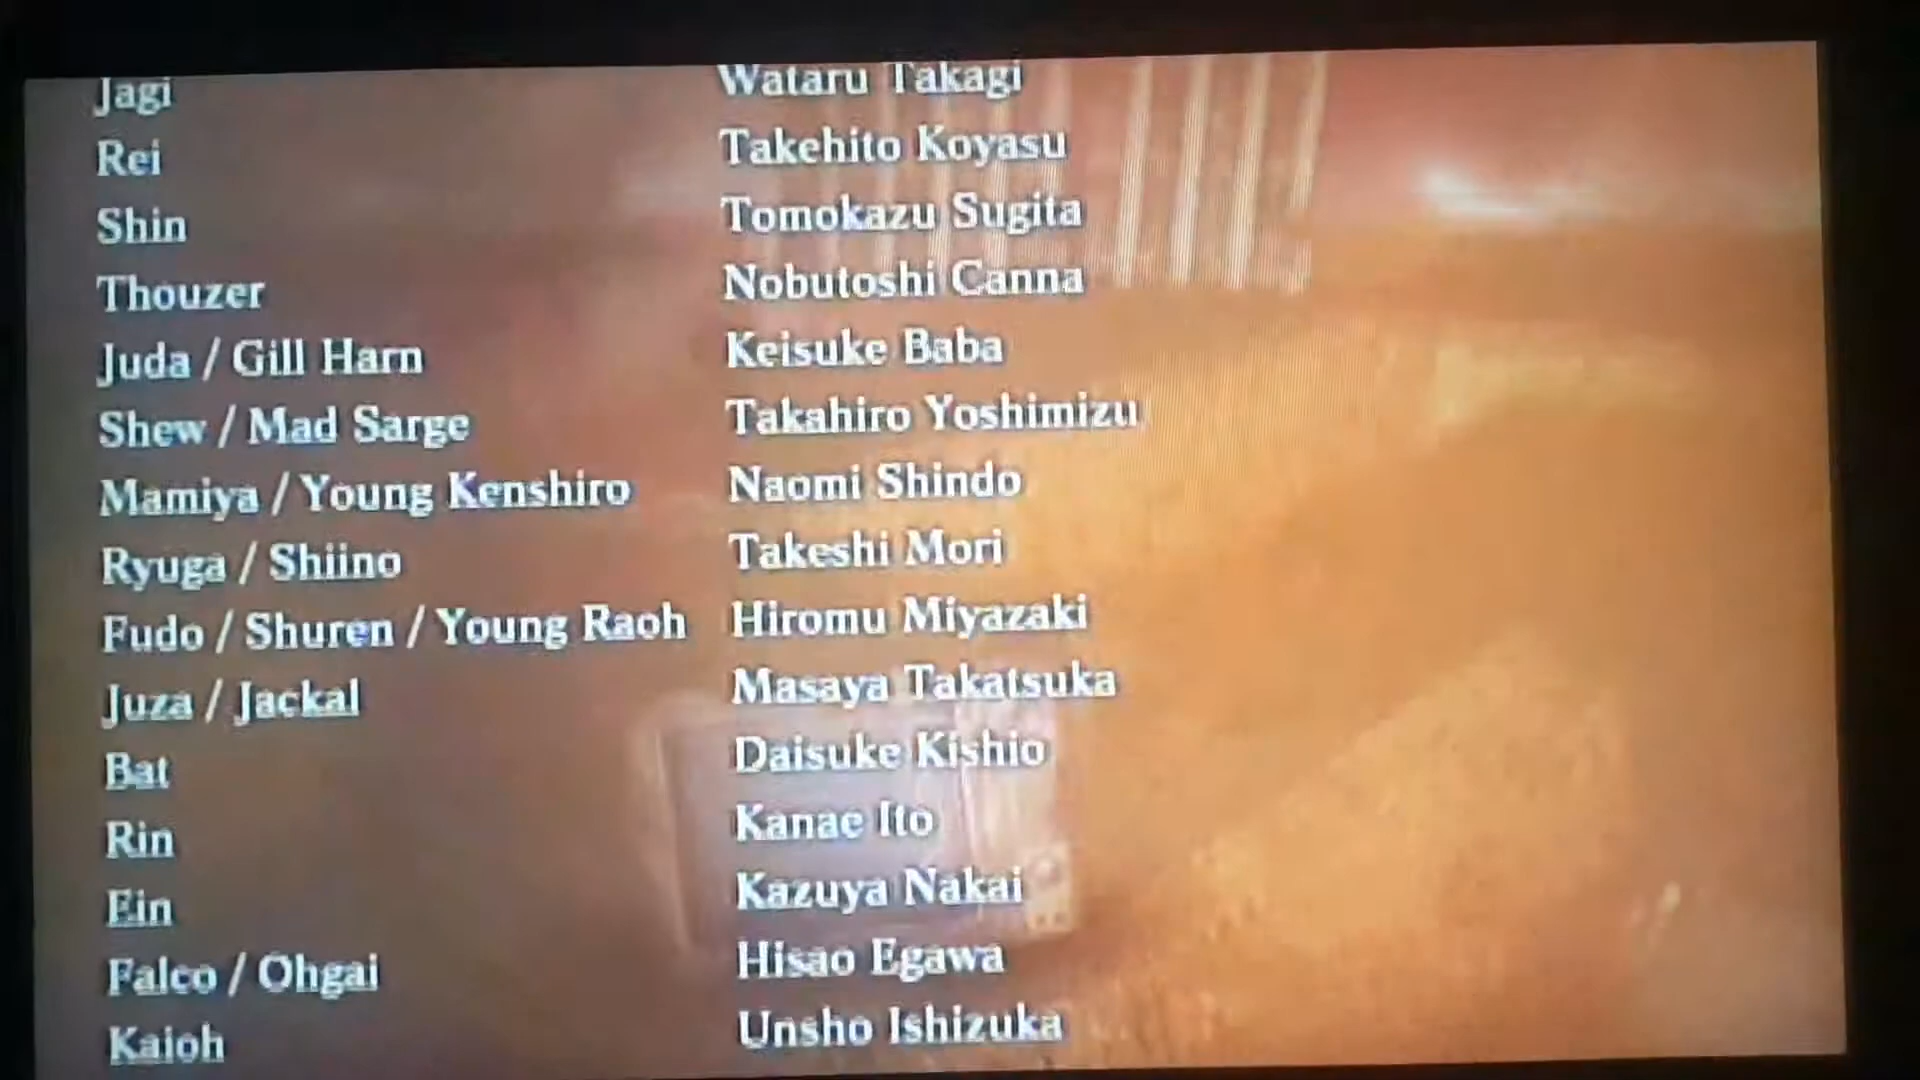 Jagi Wataru Takagi
Rei Takehito Koyasu
Shin Tomokazu Sugita
Thouzer Nobutoshi Canna
Juda / Gill Harn Keisuke Baba
Shew / Mad Sarge Takahiro Yoshimizu
Mamiya / Young Kenshiro Naomi Shindo
Ryuga / Shiino Takeshi Mori
Fudo / Shuren / Young Raoh Hiromu Miyazaki
Juza / Jackal Masaya Takatsuka
Bat Daisuke Kishio
Rin Kanae Ito
Ein Kazuya Nakai
Falco / Ohgai Hisao Egawa
Kaioh Unsho Ishizuka